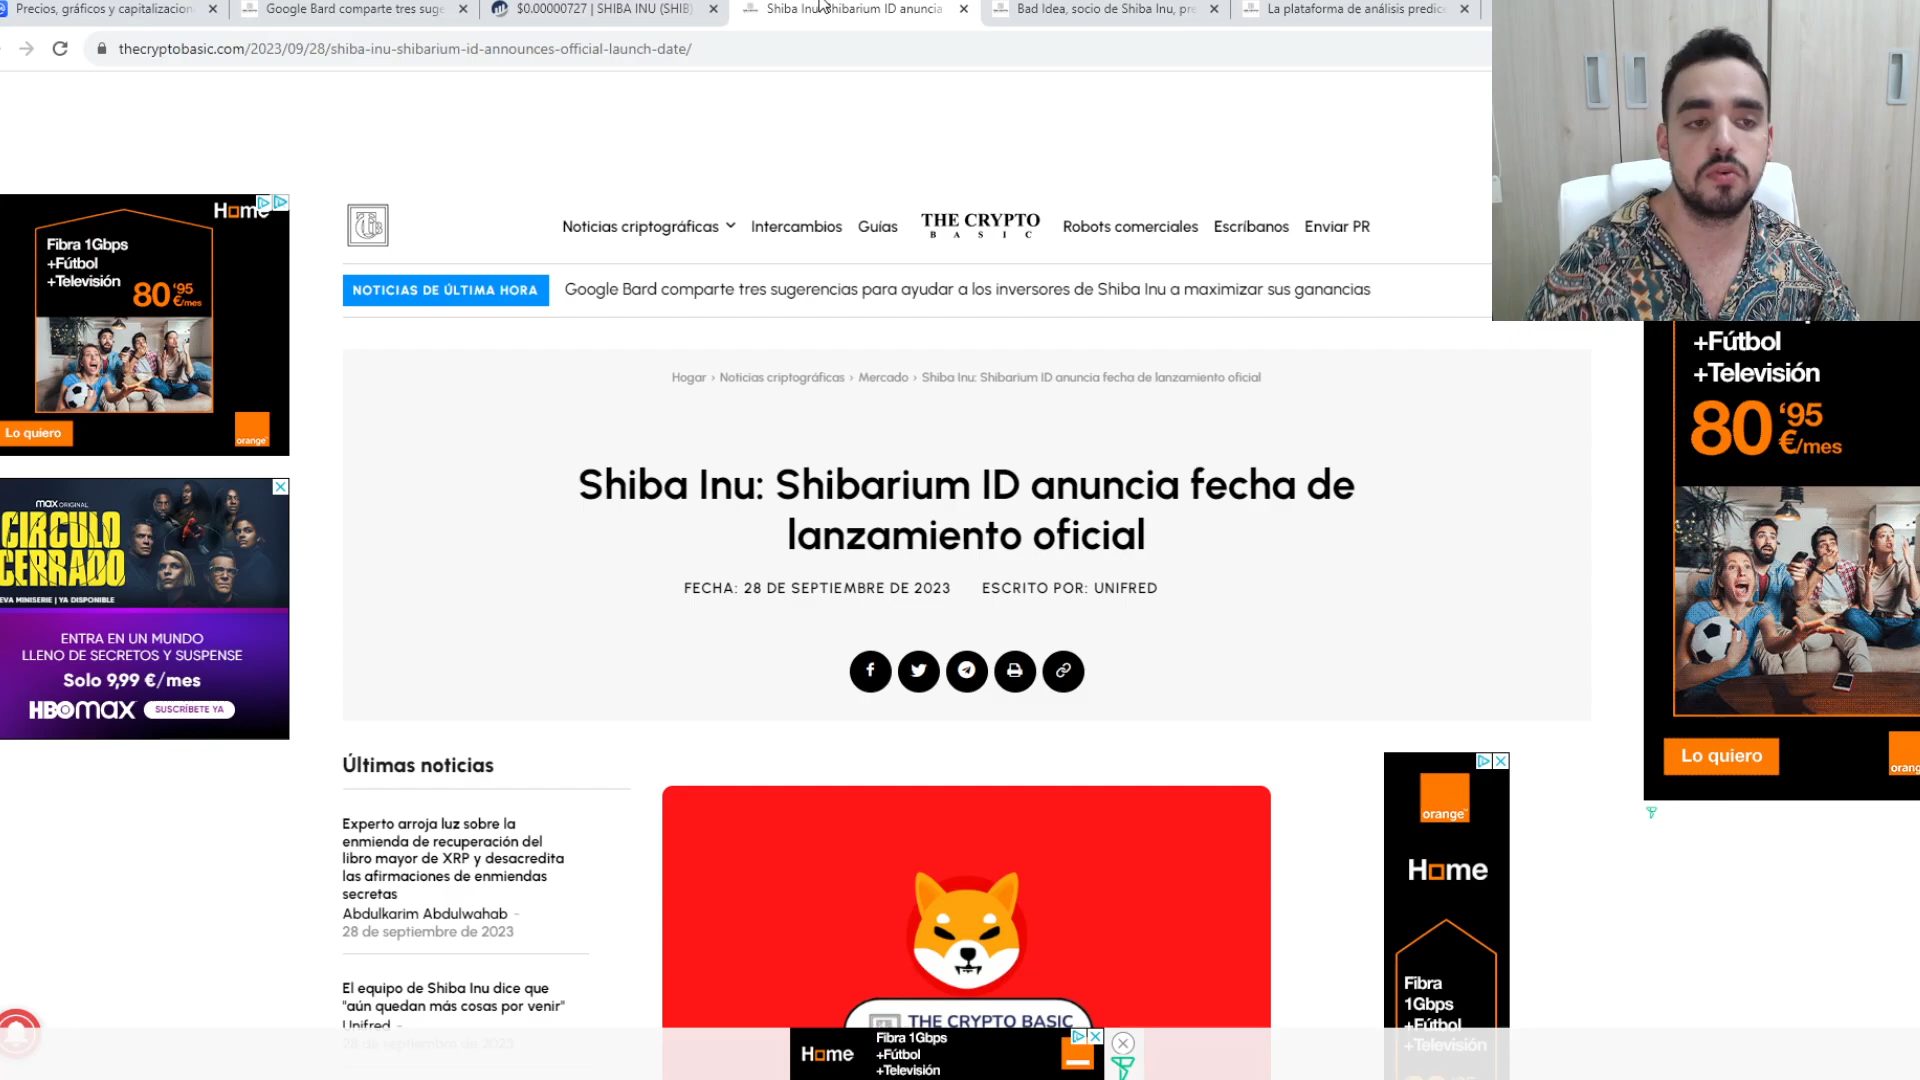 Precios, gráficos y capitalizacion
Google Bard comparte tres suge
$0.00000727 | SHIBA INU (SHIB)
Shiba Inu: Shibarium ID anuncia
Bad Idea, socio de Shiba Inu, pre
La plataforma de análisis predic
thecryptobasic.com/2023/09/28/shiba-inu-shibarium-id-announces-official-launch-date/
Noticias criptográficas
Intercambios
Guías
THE CRYPTO
BASIC
Robots comerciales
Escríbanos
Enviar PR
NOTICIAS DE ÚLTIMA HORA
Google Bard comparte tres sugerencias para ayudar a los inversores de Shiba Inu a maximizar sus ganancias
Hogar › Noticias criptográficas › Mercado › Shiba Inu: Shibarium ID anuncia fecha de lanzamiento oficial
Shiba Inu: Shibarium ID anuncia fecha de
lanzamiento oficial
FECHA: 28 DE SEPTIEMBRE DE 2023
ESCRITO POR: UNIFRED
Home
Fibra 1Gbps
+Fútbol
+Televisión
80'95
€/mes
Lo quiero
orange
max ORIGINAL
CIRCULO
CERRADO
EVA MINISERIE | YA DISPONIBLE
ENTRA EN UN MUNDO
LLENO DE SECRETOS Y SUSPENSE
Solo 9,99 €/mes
HBOmax
SUSCRÍBETE YA
Últimas noticias
Experto arroja luz sobre la
enmienda de recuperación del
libro mayor de XRP y desacredita
las afirmaciones de enmiendas
secretas
Abdulkarim Abdulwahab -
28 de septiembre de 2023
El equipo de Shiba Inu dice que
"aún quedan más cosas por venir"
Unifred -
28 de septiembre de 2023
THE CRYPTO BASIC
Home
Fibra 1Gbps
+Fútbol
+Televisión
orange
Home
Fibra
1Gbps
+Fútbol
+Televisión
+Fútbol
+Televisión
80'95
€/mes
Lo quiero
orang